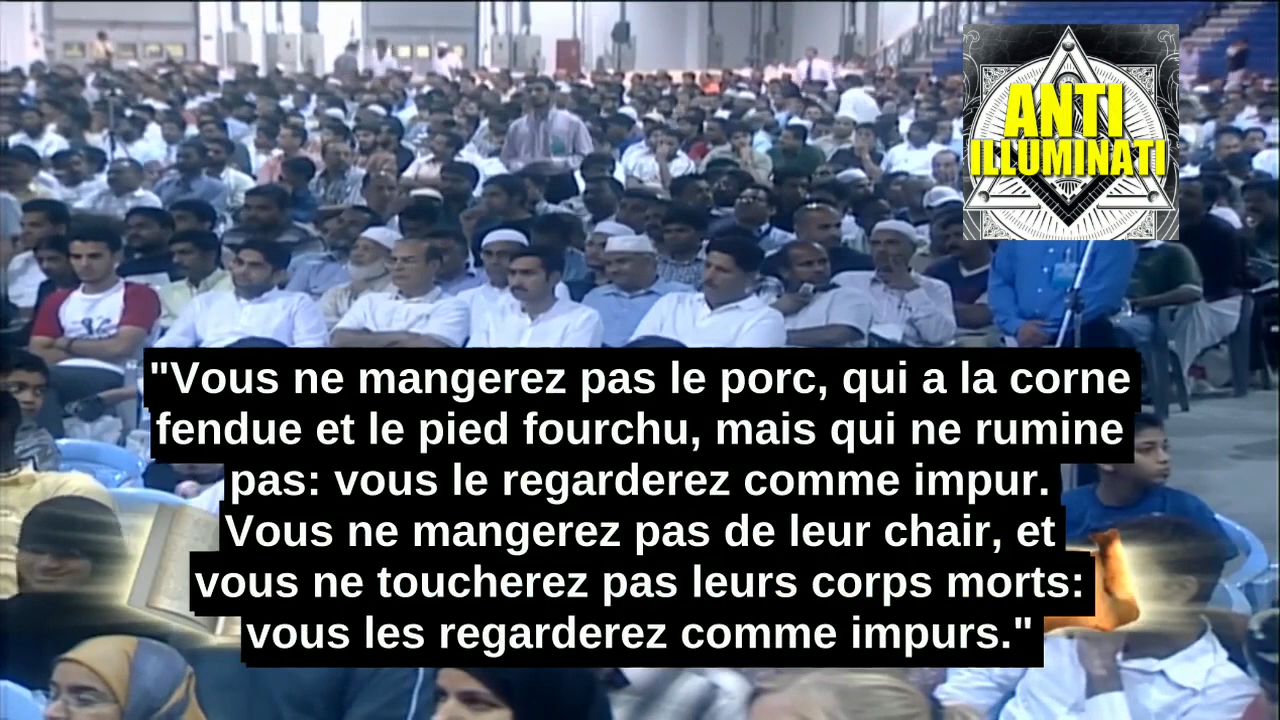 ANTI
ILLUMINATI
"Vous ne mangerez pas le porc, qui a la corne
fendue et le pied fourchu, mais qui ne rumine
pas: vous le regarderez comme impur.
Vous ne mangerez pas de leur chair, et
vous ne toucherez pas leurs corps morts:
vous les regarderez comme impurs."